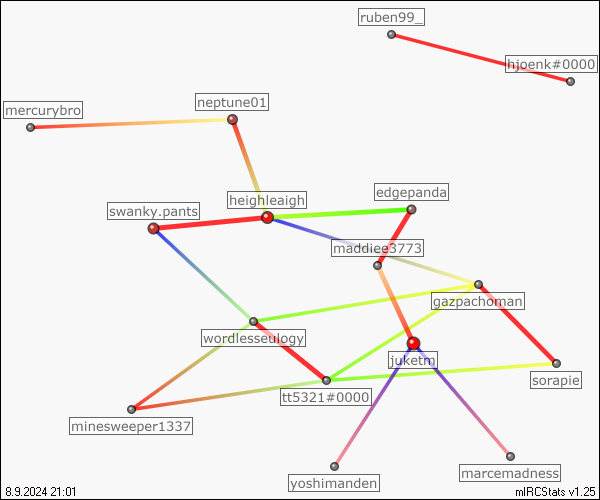 ruben99_
hjoenk#0000
mercurybro
neptune01
edgepanda
heighleaigh
swanky.pants
maddiee3773
gazpachoman
wordlesseulogy
juketm
sorapie
tt5321#0000
minesweeper1337
marcemadness
yoshimanden
8.9.2024 21:01
mIRCStats v1.25